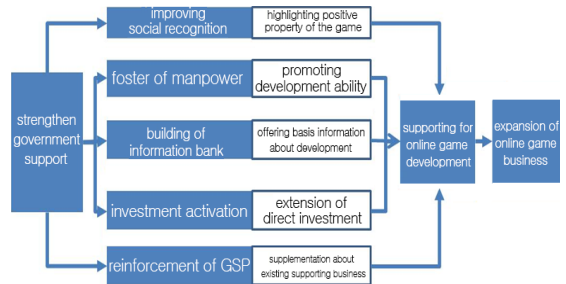 improving
social recognition
highlighting positive
property of the game
foster of manpower
promoting
development ability
strengthen
government
support
building of
information bank
offering basis information
about development
supporting for
online game
development
expansion of
online game
business
investment activation
extension of
direct investment
reinforcement of GSP
supplementation about
existing supporting business